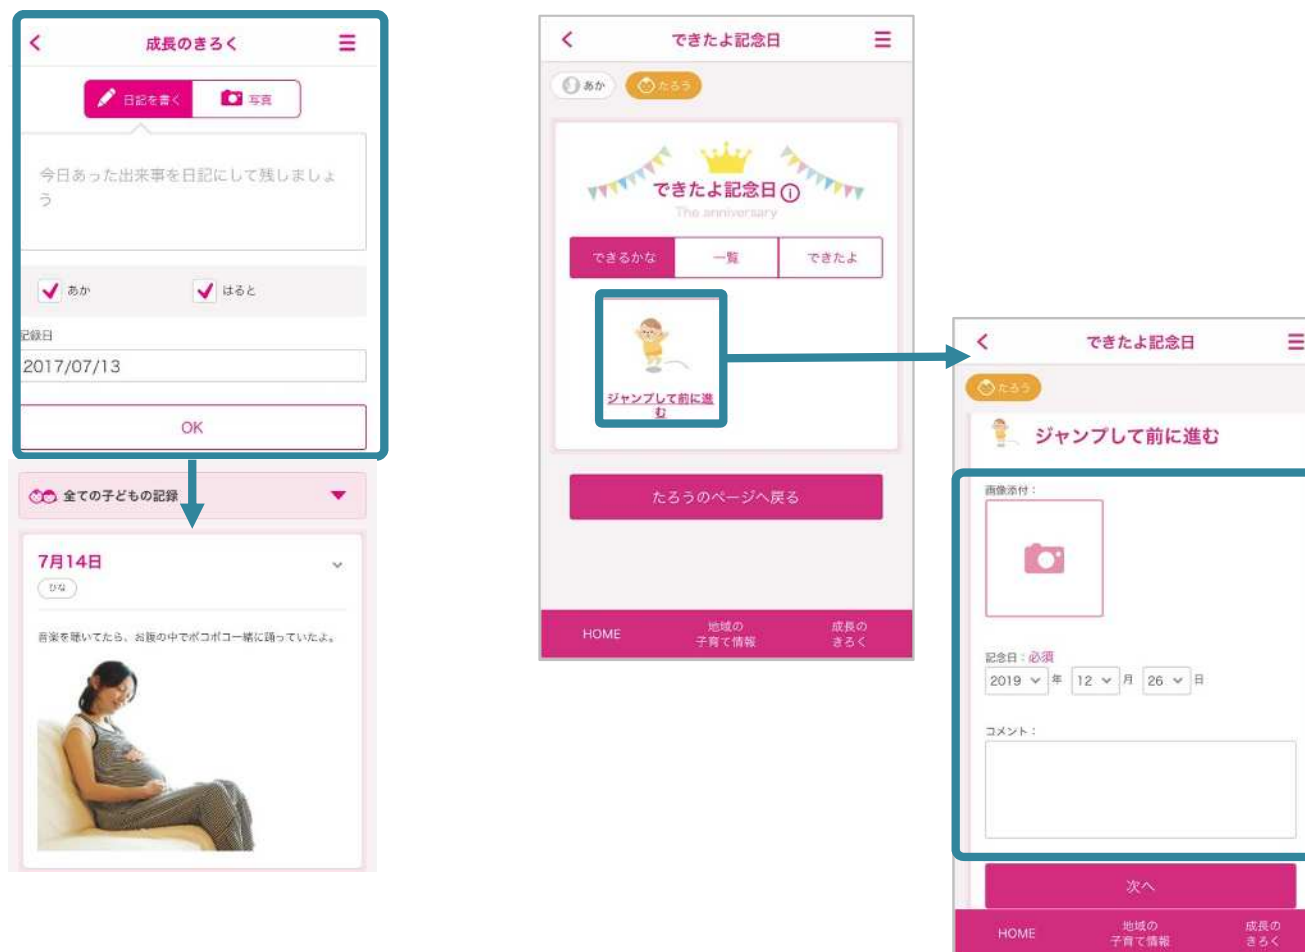 成長のきろく
日記を書く 写真
今日あった出来事を日記にして残しましょ
う
あか はると
記録日
2017/07/13
OK
全ての子どもの記録
7月14日
ひな
音楽を聴いてたら、お腹の中でポコポコ一緒に踊っていたよ。
できたよ記念日
あか たろう
できたよ記念日
The anniversary
できるかな 一覧 できたよ
ジャンプして前に進
む
たろうのページへ戻る
HOME 地域の
子育て情報 成長の
きろく
できたよ記念日
たろう
ジャンプして前に進む
画像添付：
記念日：必須
2019 年 12 月 26 日
コメント：
次へ
HOME 地域の
子育て情報 成長の
きろく